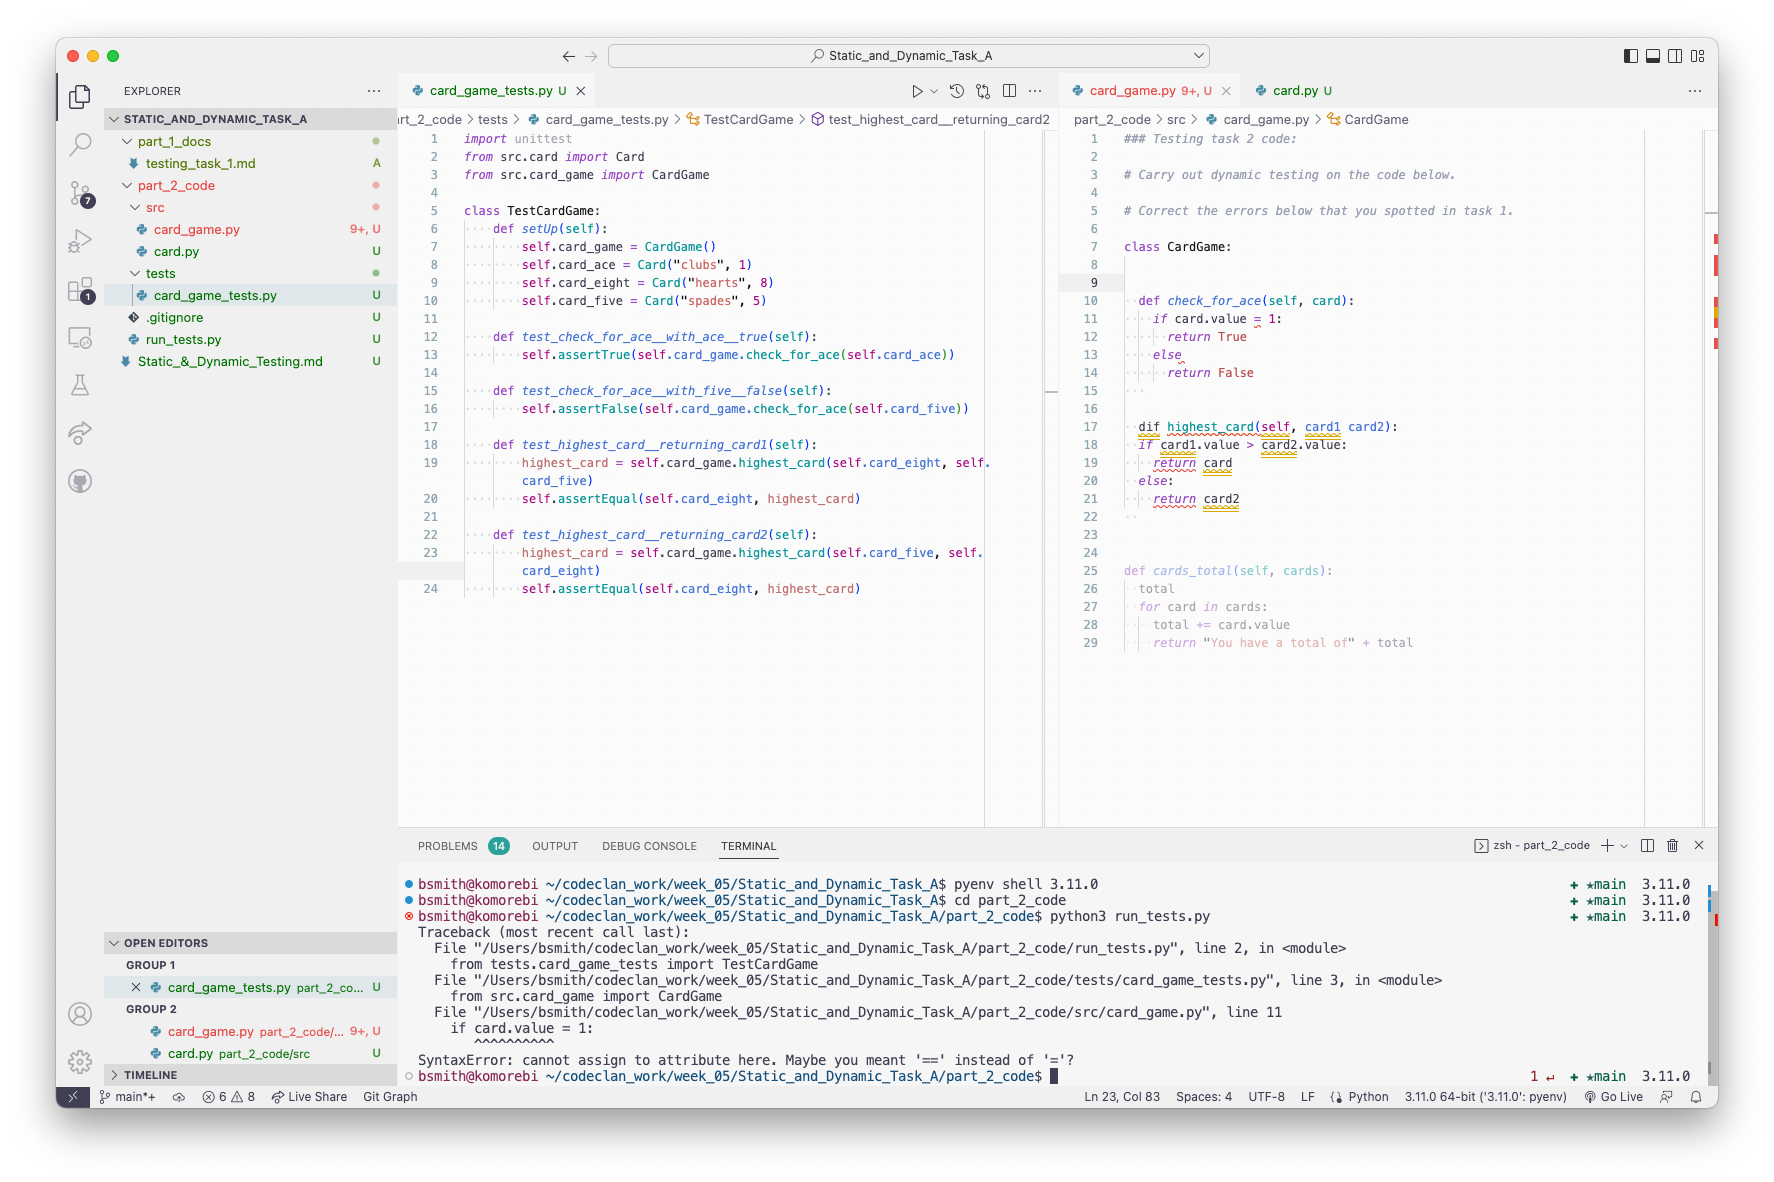 Static_and_Dynamic_Task_A
EXPLORER
STATIC_AND_DYNAMIC_TASK_A
part_1_docs
testing_task_1.md A
part_2_code
src
card_game.py 9+, U
card.py U
tests
card_game_tests.py U
.gitignore U
run_tests.py U
Static_&_Dynamic_Testing.md U
OPEN EDITORS
GROUP 1
card_game_tests.py part_2_co... U
GROUP 2
card_game.py part_2_code/... 9+, U
card.py part_2_code/src U
TIMELINE
7
1
card_game_tests.py U
rt_2_code > tests > card_game_tests.py > TestCardGame > test_highest_card__returning_card2
1 import unittest
2 from src.card import Card
3 from src.card_game import CardGame
4
5 class TestCardGame:
6 ····def setUp(self):
7 ········self.card_game = CardGame()
8 ········self.card_ace = Card("clubs", 1)
9 ········self.card_eight = Card("hearts", 8)
10 ········self.card_five = Card("spades", 5)
11
12 ····def test_check_for_ace__with_ace__true(self):
13 ········self.assertTrue(self.card_game.check_for_ace(self.card_ace))
14
15 ····def test_check_for_ace__with_five__false(self):
16 ········self.assertFalse(self.card_game.check_for_ace(self.card_five))
17
18 ····def test_highest_card__returning_card1(self):
19 ········highest_card = self.card_game.highest_card(self.card_eight, self.
card_five)
20 ········self.assertEqual(self.card_eight, highest_card)
21
22 ····def test_highest_card__returning_card2(self):
23 ········highest_card = self.card_game.highest_card(self.card_five, self.
card_eight)
24 ········self.assertEqual(self.card_eight, highest_card)
card_game.py 9+, U
card.py U
part_2_code > src > card_game.py > CardGame
1 ### Testing task 2 code:
2
3 # Carry out dynamic testing on the code below.
4
5 # Correct the errors below that you spotted in task 1.
6
7 class CardGame:
8
9
10 ··def check_for_ace(self, card):
11 ····if card.value = 1:
12 ······return True
13 ····else
14 ······return False
15 ···
16
17 ··dif highest_card(self, card1 card2):
18 ··if card1.value > card2.value:
19 ····return card
20 ··else:
21 ····return card2
22 ··
23
24
25 def cards_total(self, cards):
26 ··total
27 ··for card in cards:
28 ····total += card.value
29 ····return "You have a total of" + total
PROBLEMS 14 OUTPUT DEBUG CONSOLE TERMINAL
zsh - part_2_code
bsmith@komorebi ~/codeclan_work/week_05/Static_and_Dynamic_Task_A$ pyenv shell 3.11.0 + ★main 3.11.0
bsmith@komorebi ~/codeclan_work/week_05/Static_and_Dynamic_Task_A$ cd part_2_code + ★main 3.11.0
bsmith@komorebi ~/codeclan_work/week_05/Static_and_Dynamic_Task_A/part_2_code$ python3 run_tests.py + ★main 3.11.0
Traceback (most recent call last):
File "/Users/bsmith/codeclan_work/week_05/Static_and_Dynamic_Task_A/part_2_code/run_tests.py", line 2, in <module>
from tests.card_game_tests import TestCardGame
File "/Users/bsmith/codeclan_work/week_05/Static_and_Dynamic_Task_A/part_2_code/tests/card_game_tests.py", line 3, in <module>
from src.card_game import CardGame
File "/Users/bsmith/codeclan_work/week_05/Static_and_Dynamic_Task_A/part_2_code/src/card_game.py", line 11
if card.value = 1:
^^^^^^^^^^
SyntaxError: cannot assign to attribute here. Maybe you meant '==' instead of '='?
bsmith@komorebi ~/codeclan_work/week_05/Static_and_Dynamic_Task_A/part_2_code$ 1 ↵ + ★main 3.11.0
main*+ 6 8 Live Share Git Graph Ln 23, Col 83 Spaces: 4 UTF-8 LF Python 3.11.0 64-bit ('3.11.0': pyenv) Go Live